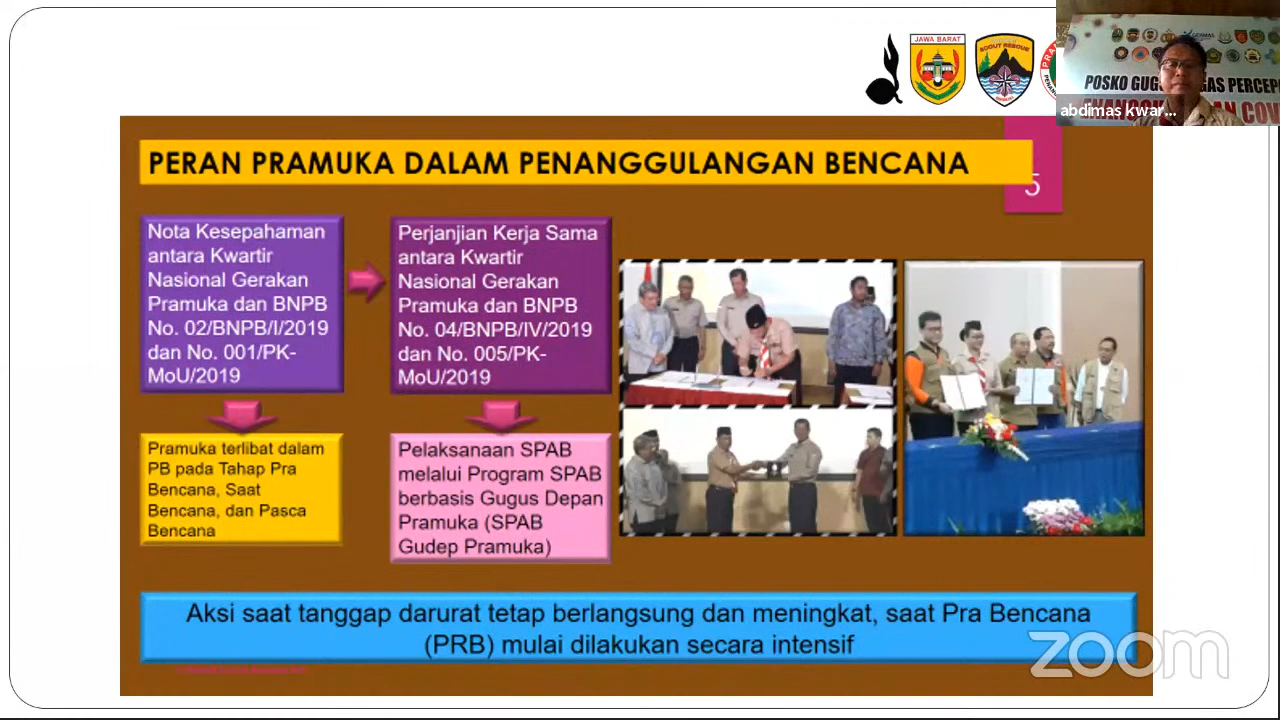 JAWA BARAT
SCOUT RESCUE
POSKO GUGUS TUGAS PERCEP
abdimas kwar...
PERAN PRAMUKA DALAM PENANGGULANGAN BENCANA
5
Nota Kesepahaman
antara Kwartir
Nasional Gerakan
Pramuka dan BNPB
No. 02/BNPB/I/2019
dan No. 001/PK-
MoU/2019
Perjanjian Kerja Sama
antara Kwartir
Nasional Gerakan
Pramuka dan BNPB
No. 04/BNPB/IV/2019
dan No. 005/PK-
MoU/2019
Pramuka terlibat dalam
PB pada Tahap Pra
Bencana, Saat
Bencana, dan Pasca
Bencana
Pelaksanaan SPAB
melalui Program SPAB
berbasis Gugus Depan
Pramuka (SPAB
Gudep Pramuka)
Aksi saat tanggap darurat tetap berlangsung dan meningkat, saat Pra Bencana
(PRB) mulai dilakukan secara intensif
zoom